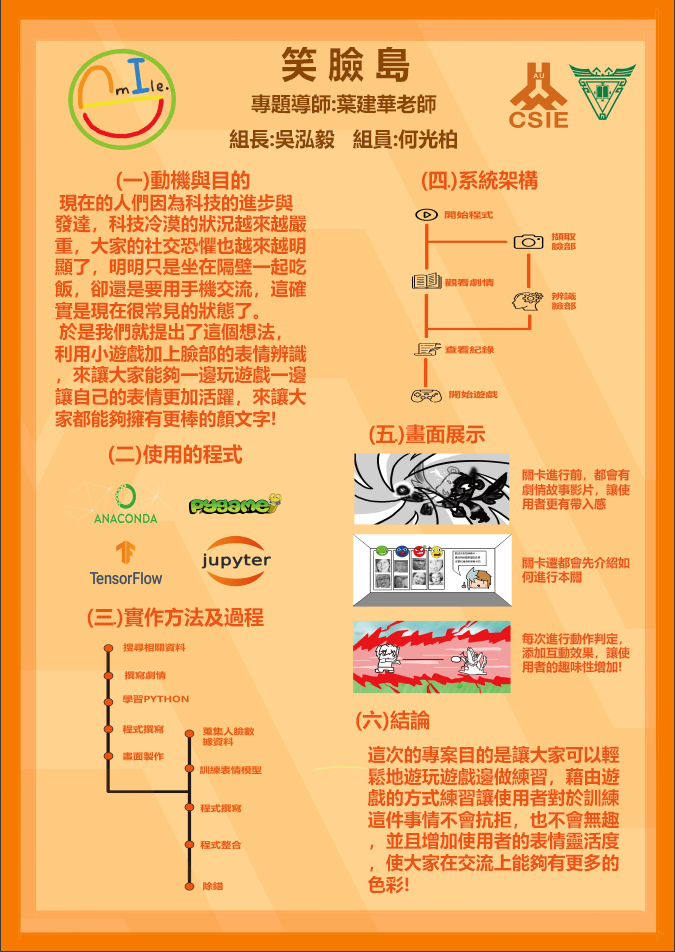 笑臉島
mIle.
專題導師:葉建華老師
組長:吳泓毅 組員:何光柏
AU
CSIE
(一)動機與目的
現在的人們因為科技的進步與
發達，科技冷漠的狀況越來越嚴
重，大家的社交恐懼也越來越明
顯了，明明只是坐在隔壁一起吃
飯，卻還是要用手機交流，這確
實是現在很常見的狀態了。
於是我們就提出了這個想法，
利用小遊戲加上臉部的表情辨識
，來讓大家能夠一邊玩遊戲一邊
讓自己的表情更加活躍，來讓大
家都能夠擁有更棒的顏文字!
(二)使用的程式
ANACONDA
pygame
TensorFlow
jupyter
(三)實作方法及過程
搜尋相關資料
撰寫劇情
學習PYTHON
程式撰寫
畫面製作
蒐集人臉數
據資料
訓練表情模型
程式撰寫
程式整合
除錯
(四.)系統架構
開始程式
擷取
臉部
觀看劇情
辨識
臉部
查看紀錄
開始遊戲
(五.)畫面展示
關卡進行前，都會有
劇情故事影片，讓使
用者更有帶入感
關卡還都會先介紹如
何進行本關
每次進行動作判定，
添加互動效果，讓使
用者的趣味性增加!
(六)結論
這次的專案目的是讓大家可以輕
鬆地遊玩遊戲邊做練習，藉由遊
戲的方式練習讓使用者對於訓練
這件事情不會抗拒，也不會無趣
，並且增加使用者的表情靈活度
，使大家在交流上能夠有更多的
色彩!